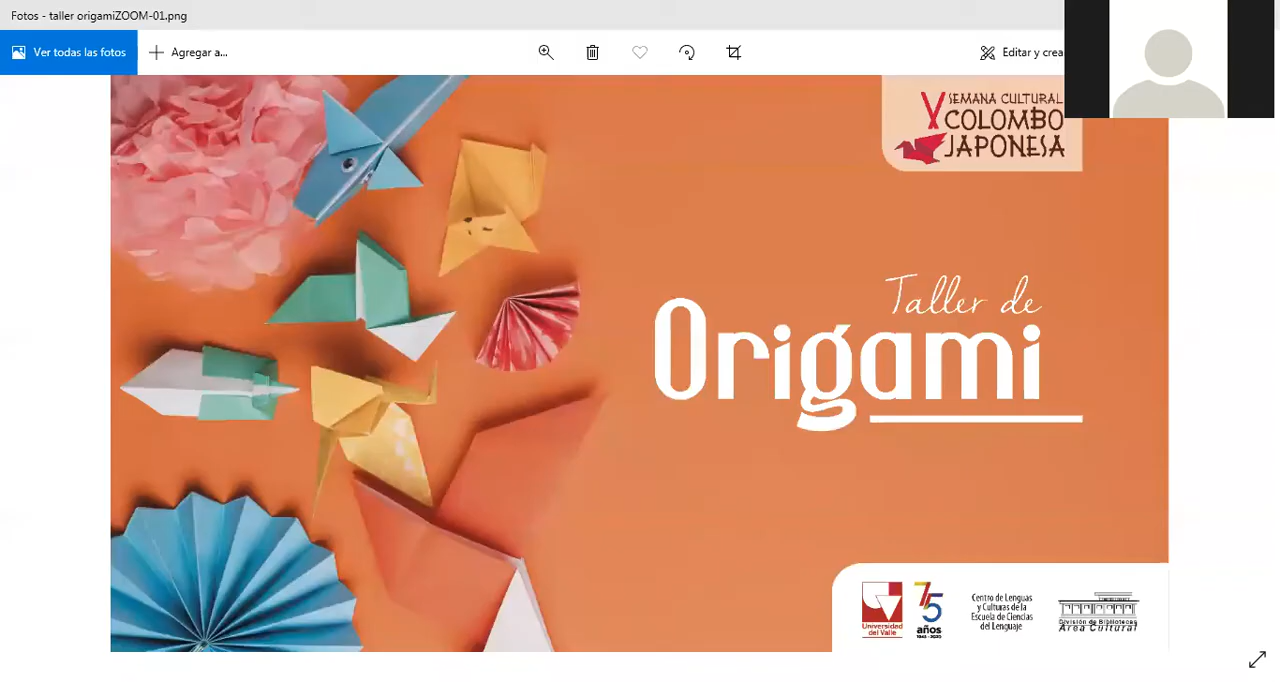 Fotos - taller origamiZOOM-01.png
Ver todas las fotos
Agregar a...
Editar y crea
V SEMANA CULTURAL
COLOMBO
JAPONESA
Taller de
Origami
Universidad
del Valle
75
años
1945 - 2020
Centro de Lenguas
y Culturas de la
Escuela de Ciencias
del Lenguaje
División de Bibliotecas
Área Cultural